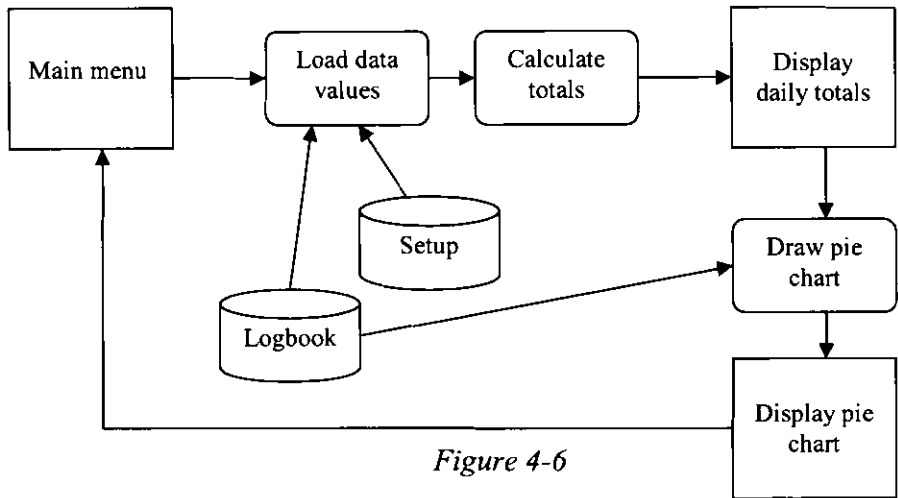 Main menu
Load data
values
Calculate
totals
Display
daily totals
Setup
Logbook
Draw pie
chart
Display pie
chart
Figure 4-6